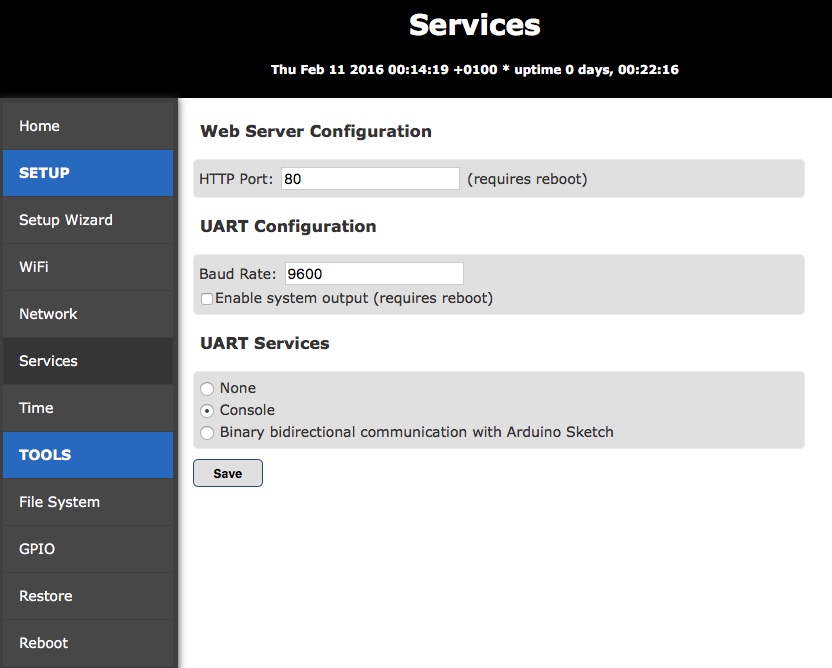 Services
Thu Feb 11 2016 00:14:19 +0100 * uptime 0 days, 00:22:16
Home
SETUP
Setup Wizard
WiFi
Network
Services
Time
TOOLS
File System
GPIO
Restore
Reboot
Web Server Configuration
HTTP Port: 80 (requires reboot)
UART Configuration
Baud Rate: 9600
Enable system output (requires reboot)
UART Services
None
Console
Binary bidirectional communication with Arduino Sketch
Save